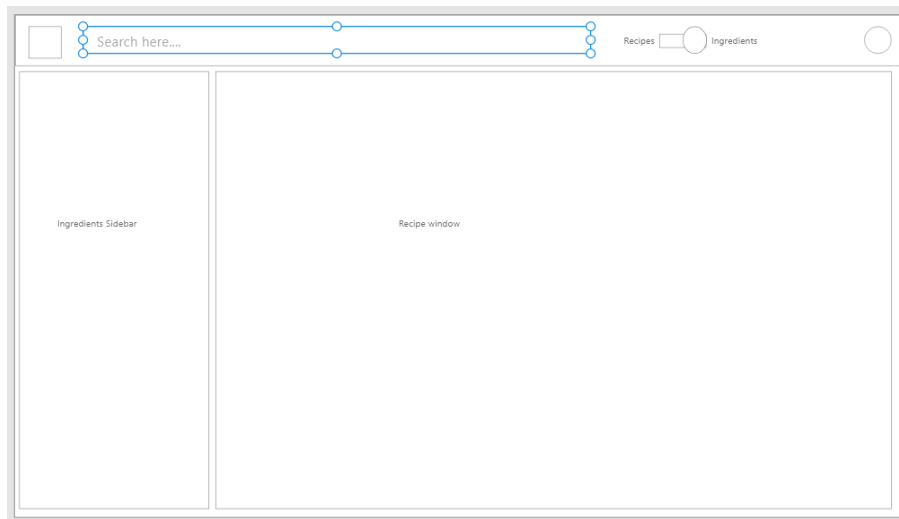 Search here....
Recipes
Ingredients
Ingredients Sidebar
Recipe window